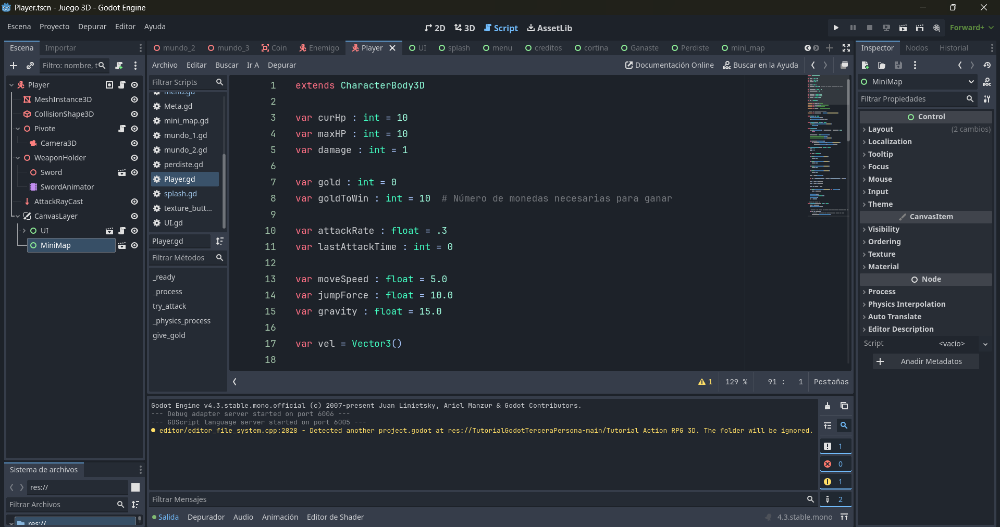 Player.tscn - Juego 3D - Godot Engine
Escena Proyecto Depurar Editor Ayuda
2D 3D Script AssetLib
Forward+
Escena Importar
Filtro: nombre, t
Player
MeshInstance3D
CollisionShape3D
Pivote
Camera3D
WeaponHolder
Sword
SwordAnimator
AttackRayCast
CanvasLayer
UI
MiniMap
Sistema de archivos
res://
Filtrar Archivos
res://
mundo_2 mundo_3 Coin Enemigo Player UI splash menu creditos cortina Ganaste Perdiste mini_map
Archivo Editar Buscar Ir A Depurar
Documentación Online Buscar en la Ayuda
Filtrar Scripts
menu.gd
Meta.gd
mini_map.gd
mundo_1.gd
mundo_2.gd
perdiste.gd
Player.gd
splash.gd
texture_butt...
UI.gd
Player.gd
Filtrar Métodos
_ready
_process
try_attack
_physics_process
give_gold
1 extends CharacterBody3D
2
3 var curHp : int = 10
4 var maxHP : int = 10
5 var damage : int = 1
6
7 var gold : int = 0
8 var goldToWin : int = 10 # Número de monedas necesarias para ganar
9
10 var attackRate : float = .3
11 var lastAttackTime : int = 0
12
13 var moveSpeed : float = 5.0
14 var jumpForce : float = 10.0
15 var gravity : float = 15.0
16
17 var vel = Vector3()
18
1 129 % 91 : 1 Pestañas
Godot Engine v4.3.stable.mono.official (c) 2007-present Juan Linietsky, Ariel Manzur & Godot Contributors.
--- Debug adapter server started on port 6006 ---
--- GDScript language server started on port 6005 ---
editor/editor_file_system.cpp:2828 - Detected another project.godot at res://TutorialGodotTerceraPersona-main/Tutorial Action RPG 3D. The folder will be ignored.
1
0
1
2
Filtrar Mensajes
Salida Depurador Audio Animación Editor de Shader
4.3.stable.mono
Inspector Nodos Historial
MiniMap
Filtrar Propiedades
Control
Layout (2 cambios)
Localization
Tooltip
Focus
Mouse
Input
Theme
CanvasItem
Visibility
Ordering
Texture
Material
Node
Process
Physics Interpolation
Auto Translate
Editor Description
Script <vacío>
Añadir Metadatos